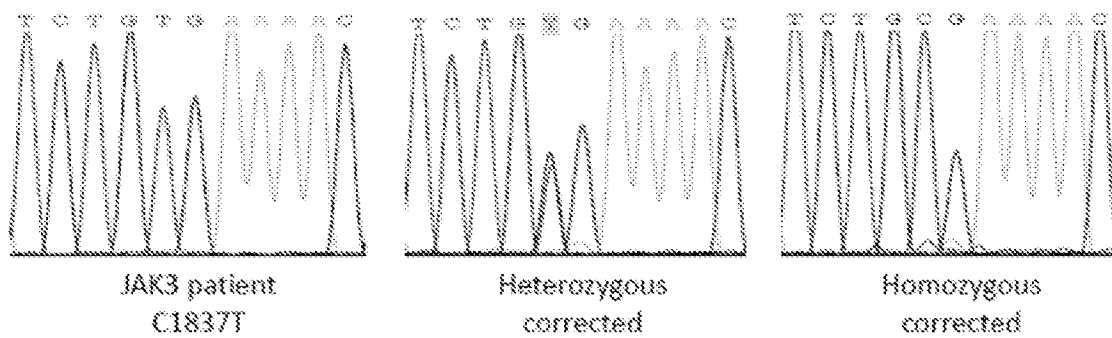 T C T G T G A A A A C
T C T G G A A A A C
T C T G C G A A A A C
JAK3 patient
C1837T
Heterozygous
corrected
Homozygous
corrected